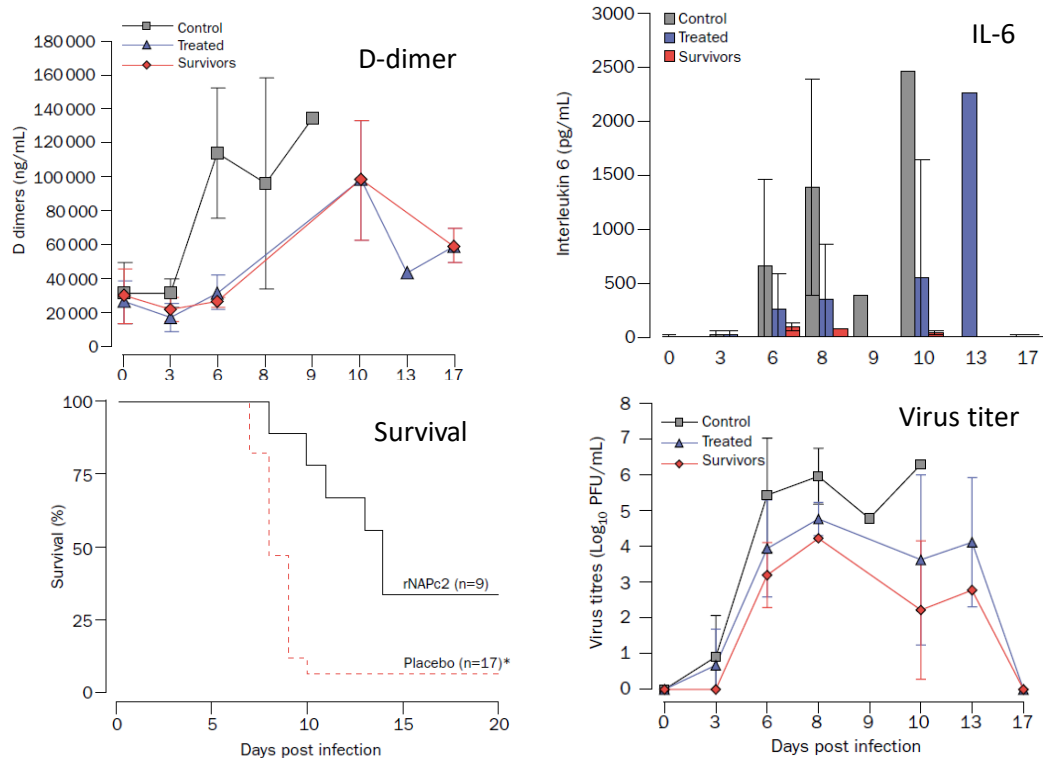 Control
Treated
Survivors
D-dimer
180 000
160 000
140 000
120 000
100 000
80 000
60 000
40 000
20 000
0
D dimers (ng/mL)
0 3 6 8 9 10 13 17
Control
Treated
Survivors
IL-6
3000
2500
2000
1500
1000
500
0
Interleukin 6 (pg/mL)
0 3 6 8 9 10 13 17
Survival
100
75
50
25
0
Survival (%)
rNAPc2 (n=9)
Placebo (n=17)*
0 5 10 15 20
Days post infection
Control
Treated
Survivors
Virus titer
8
7
6
5
4
3
2
1
0
Virus titres (Log10 PFU/mL)
0 3 6 8 9 10 13 17
Days post infection